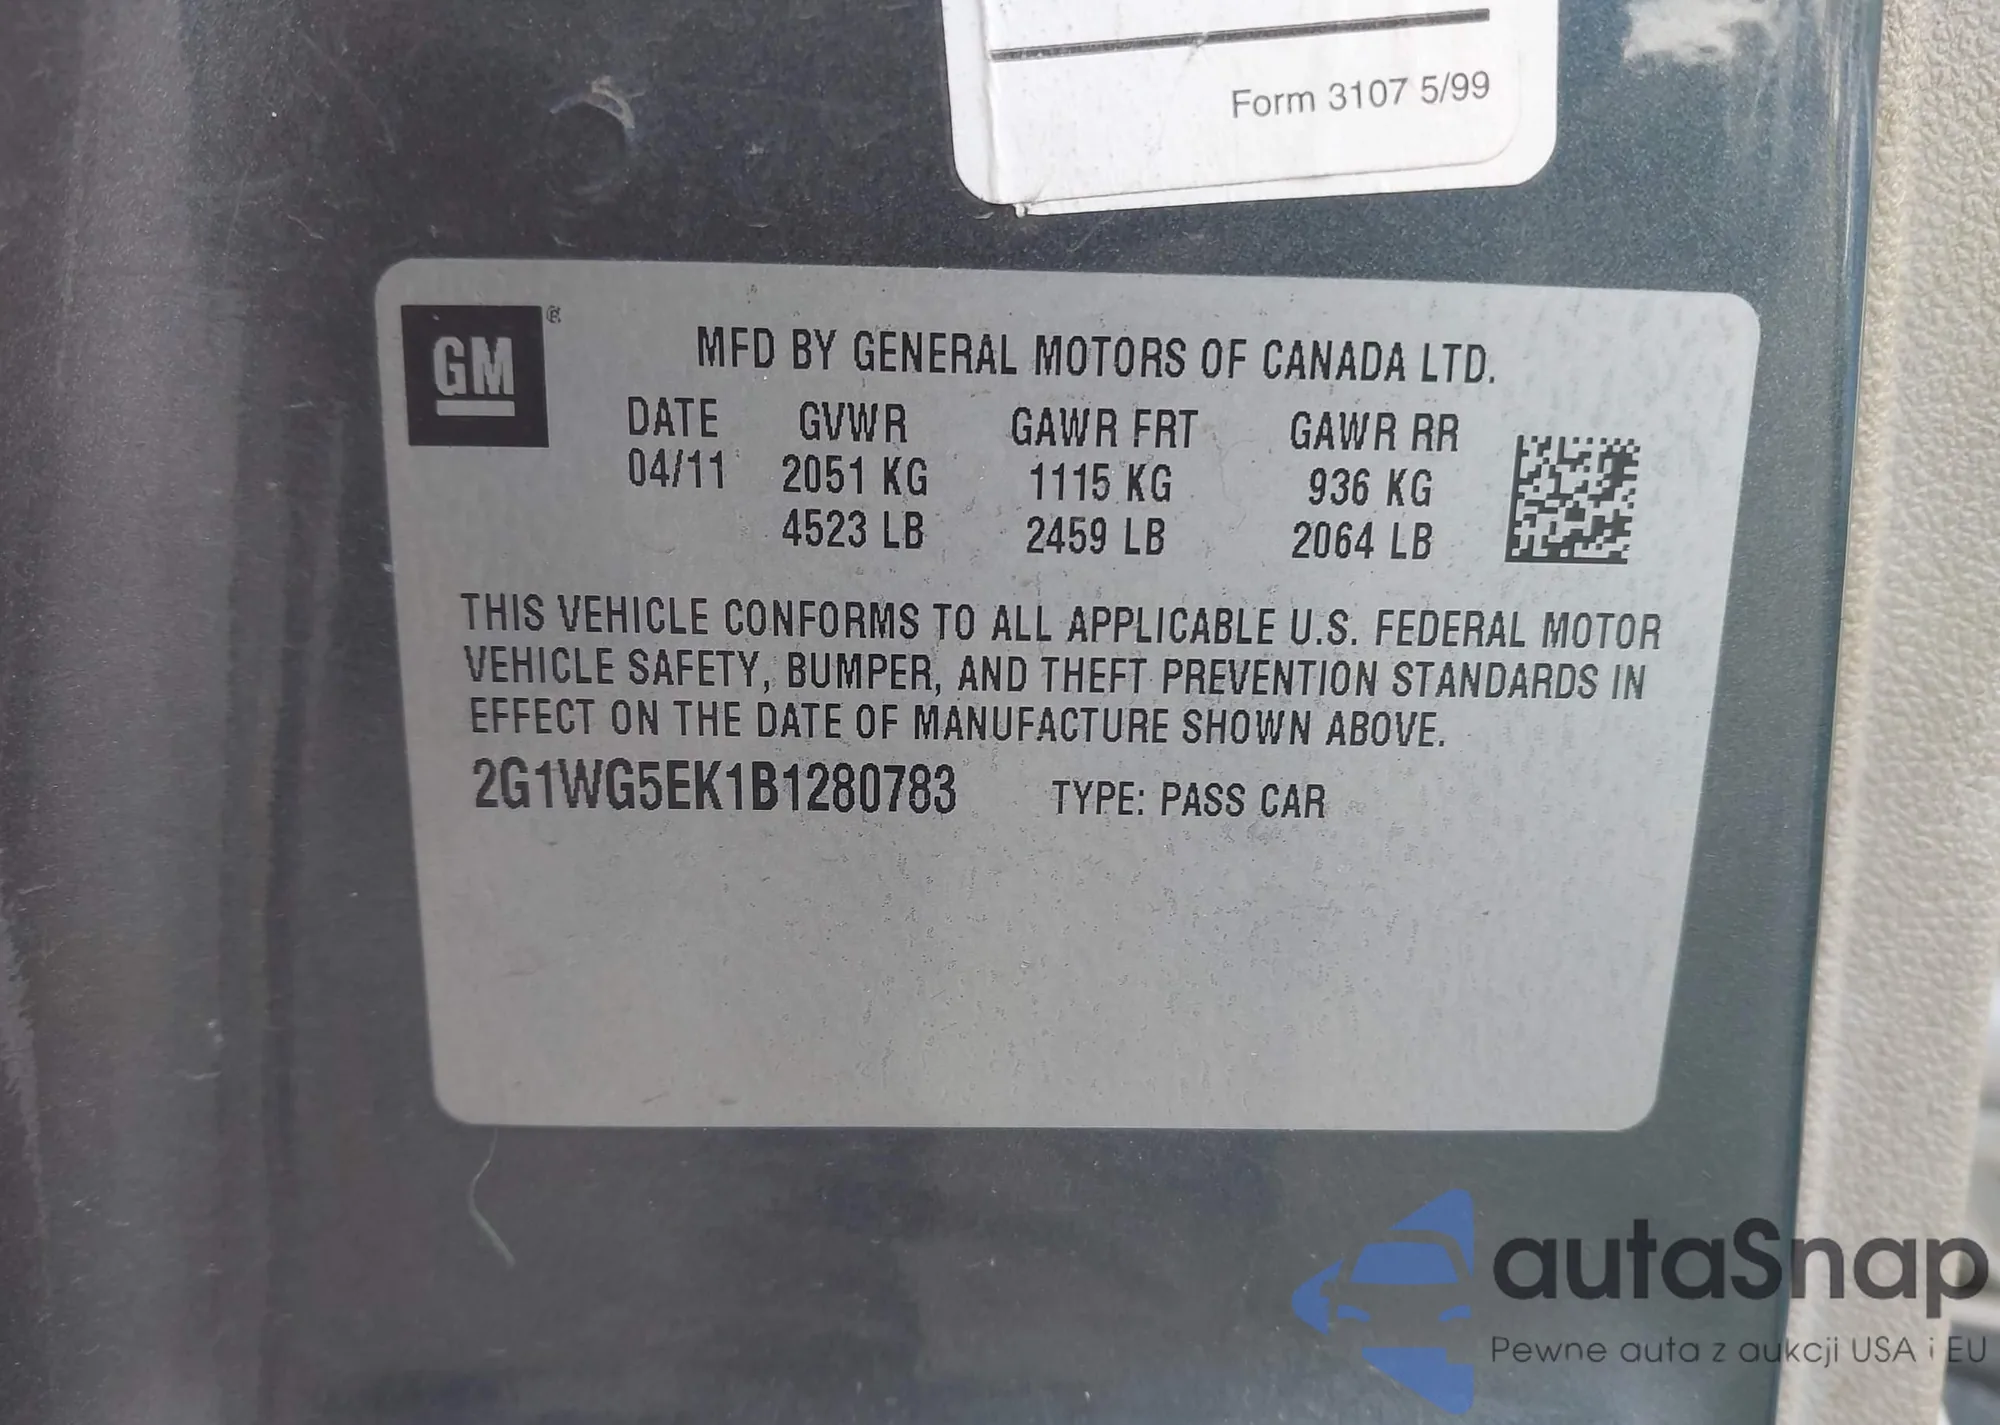 Form 3107 5/99
GM ®
MFD BY GENERAL MOTORS OF CANADA LTD.
DATE GVWR GAWR FRT GAWR RR
04/11 2051 KG 1115 KG 936 KG
4523 LB 2459 LB 2064 LB
THIS VEHICLE CONFORMS TO ALL APPLICABLE U.S. FEDERAL MOTOR
VEHICLE SAFETY, BUMPER, AND THEFT PREVENTION STANDARDS IN
EFFECT ON THE DATE OF MANUFACTURE SHOWN ABOVE.
2G1WG5EK1B1280783 TYPE: PASS CAR
autaSnap
Pewne auta z aukcji USA i EU